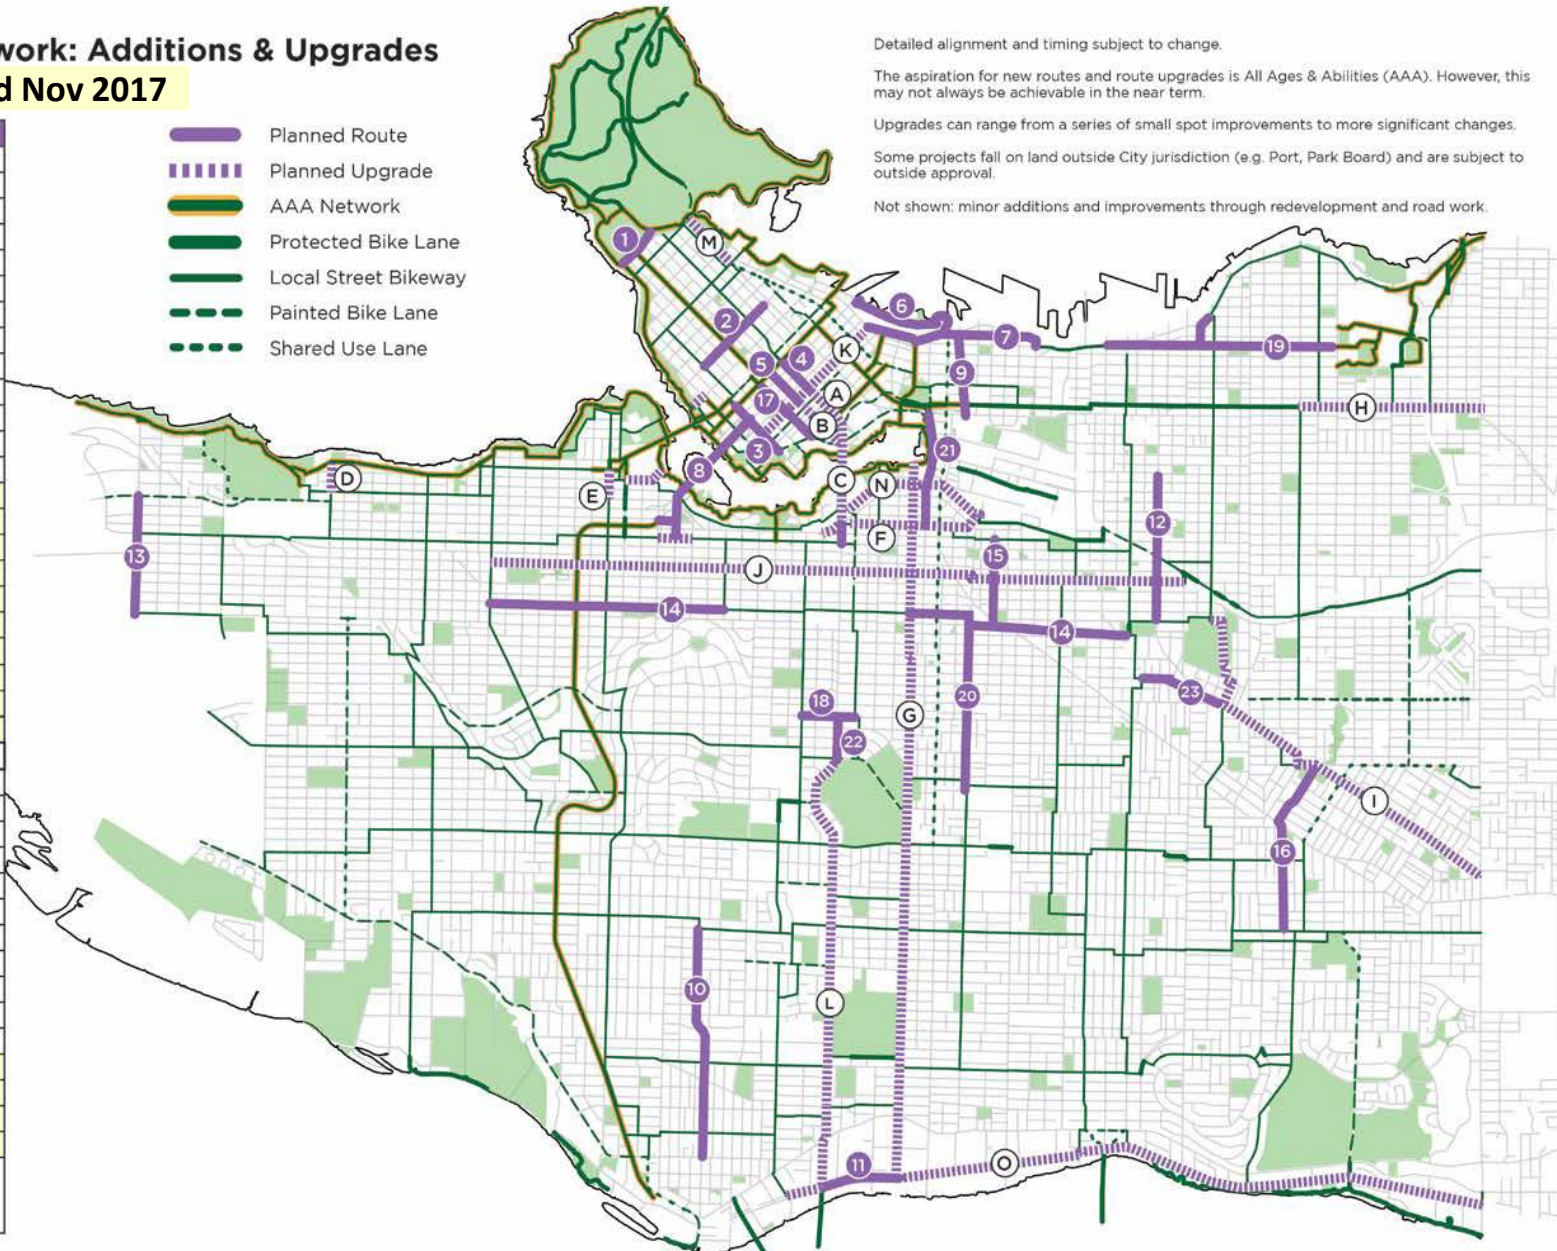 work: Additions & Upgrades
d Nov 2017
Planned Route
Planned Upgrade
AAA Network
Protected Bike Lane
Local Street Bikeway
Painted Bike Lane
Shared Use Lane
Detailed alignment and timing subject to change.
The aspiration for new routes and route upgrades is All Ages & Abilities (AAA). However, this
may not always be achievable in the near term.
Upgrades can range from a series of small spot improvements to more significant changes.
Some projects fall on land outside City jurisdiction (e.g. Port, Park Board) and are subject to
outside approval.
Not shown: minor additions and improvements through redevelopment and road work.
1
M
2
6
7
K
19
5
4
9
17
A
H
B
3
21
8
D
C
N
E
12
F
13
15
J
14
14
23
20
18
G
22
I
16
10
L
11
O